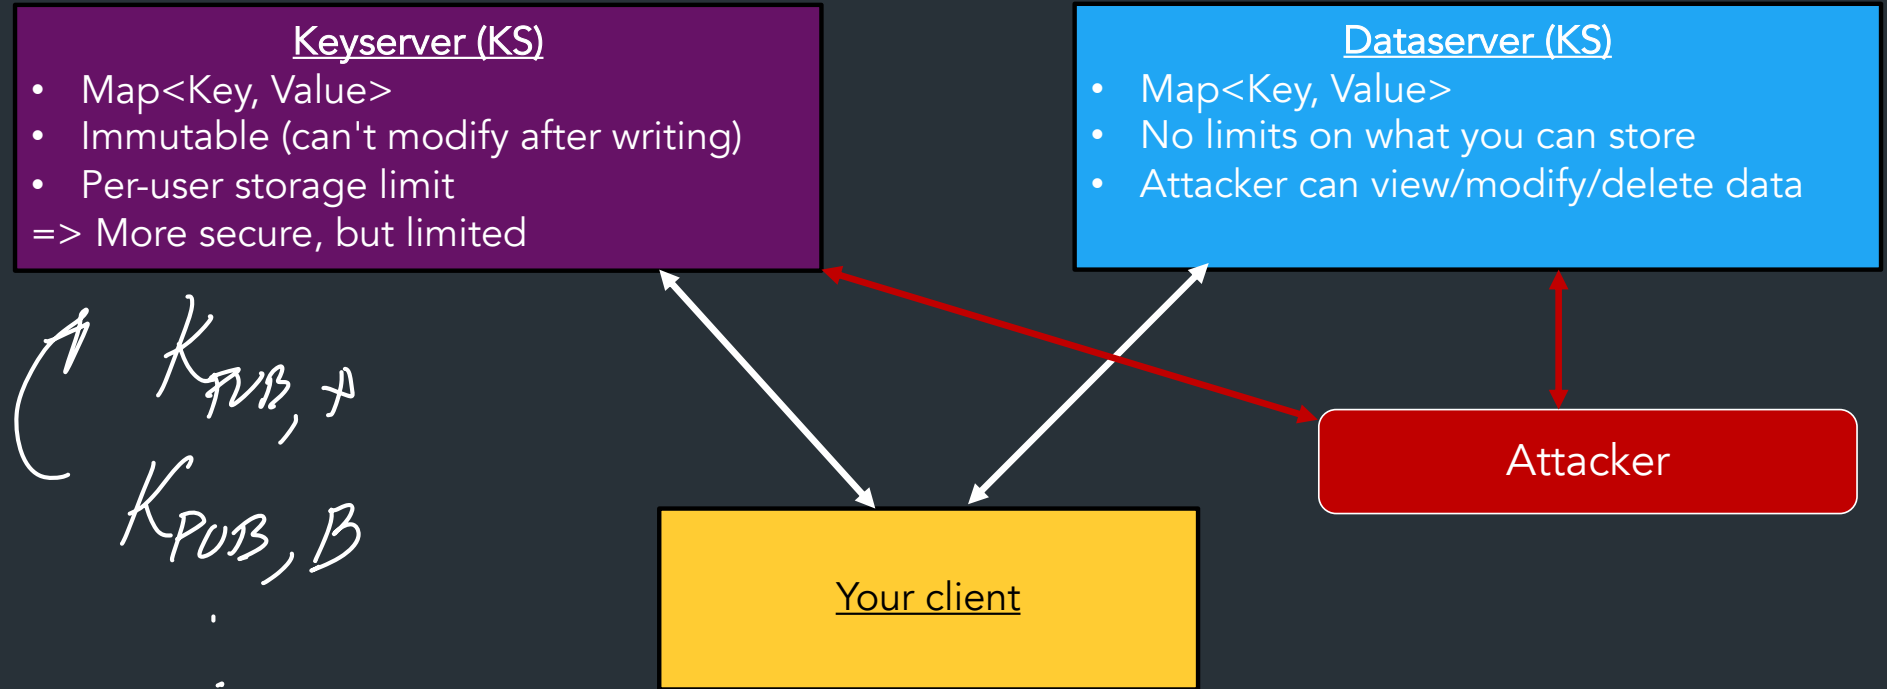 Keyserver (KS)
• Map<Key, Value>
• Immutable (can't modify after writing)
• Per-user storage limit
=> More secure, but limited
Dataserver (KS)
• Map<Key, Value>
• No limits on what you can store
• Attacker can view/modify/delete data
K PUB, A
K PUB, B
Attacker
Your client